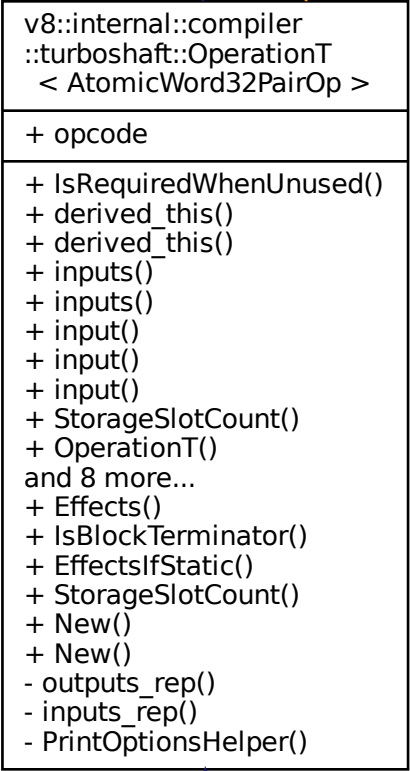 v8::internal::compiler
::turboshaft::OperationT
< AtomicWord32PairOp >
+ opcode
+ IsRequiredWhenUnused()
+ derived_this()
+ derived_this()
+ inputs()
+ inputs()
+ input()
+ input()
+ input()
+ StorageSlotCount()
+ OperationT()
and 8 more...
+ Effects()
+ IsBlockTerminator()
+ EffectsIfStatic()
+ StorageSlotCount()
+ New()
+ New()
- outputs_rep()
- inputs_rep()
- PrintOptionsHelper()